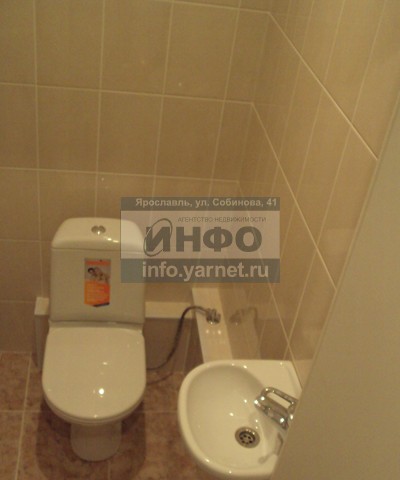 Ярославль, ул. Собинова, 41
АГЕНТСТВО НЕДВИЖИМОСТИ
ИНФО
info.yarnet.ru